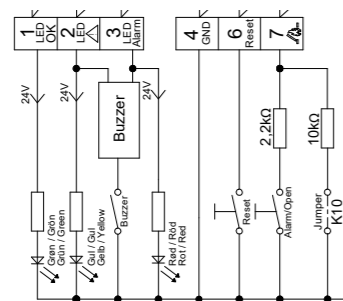 1
LED
OK
2
LED
3
LED
Alarm
4
GND
6
Reset
7
24V
24V
24V
Buzzer
2,2kΩ
10kΩ
Grøn / Grön
Grün / Green
Gul / Gul
Gelb / Yellow
Buzzer
Rød / Röd
Rot / Red
Reset
Alarm/Open
Jumper
K10